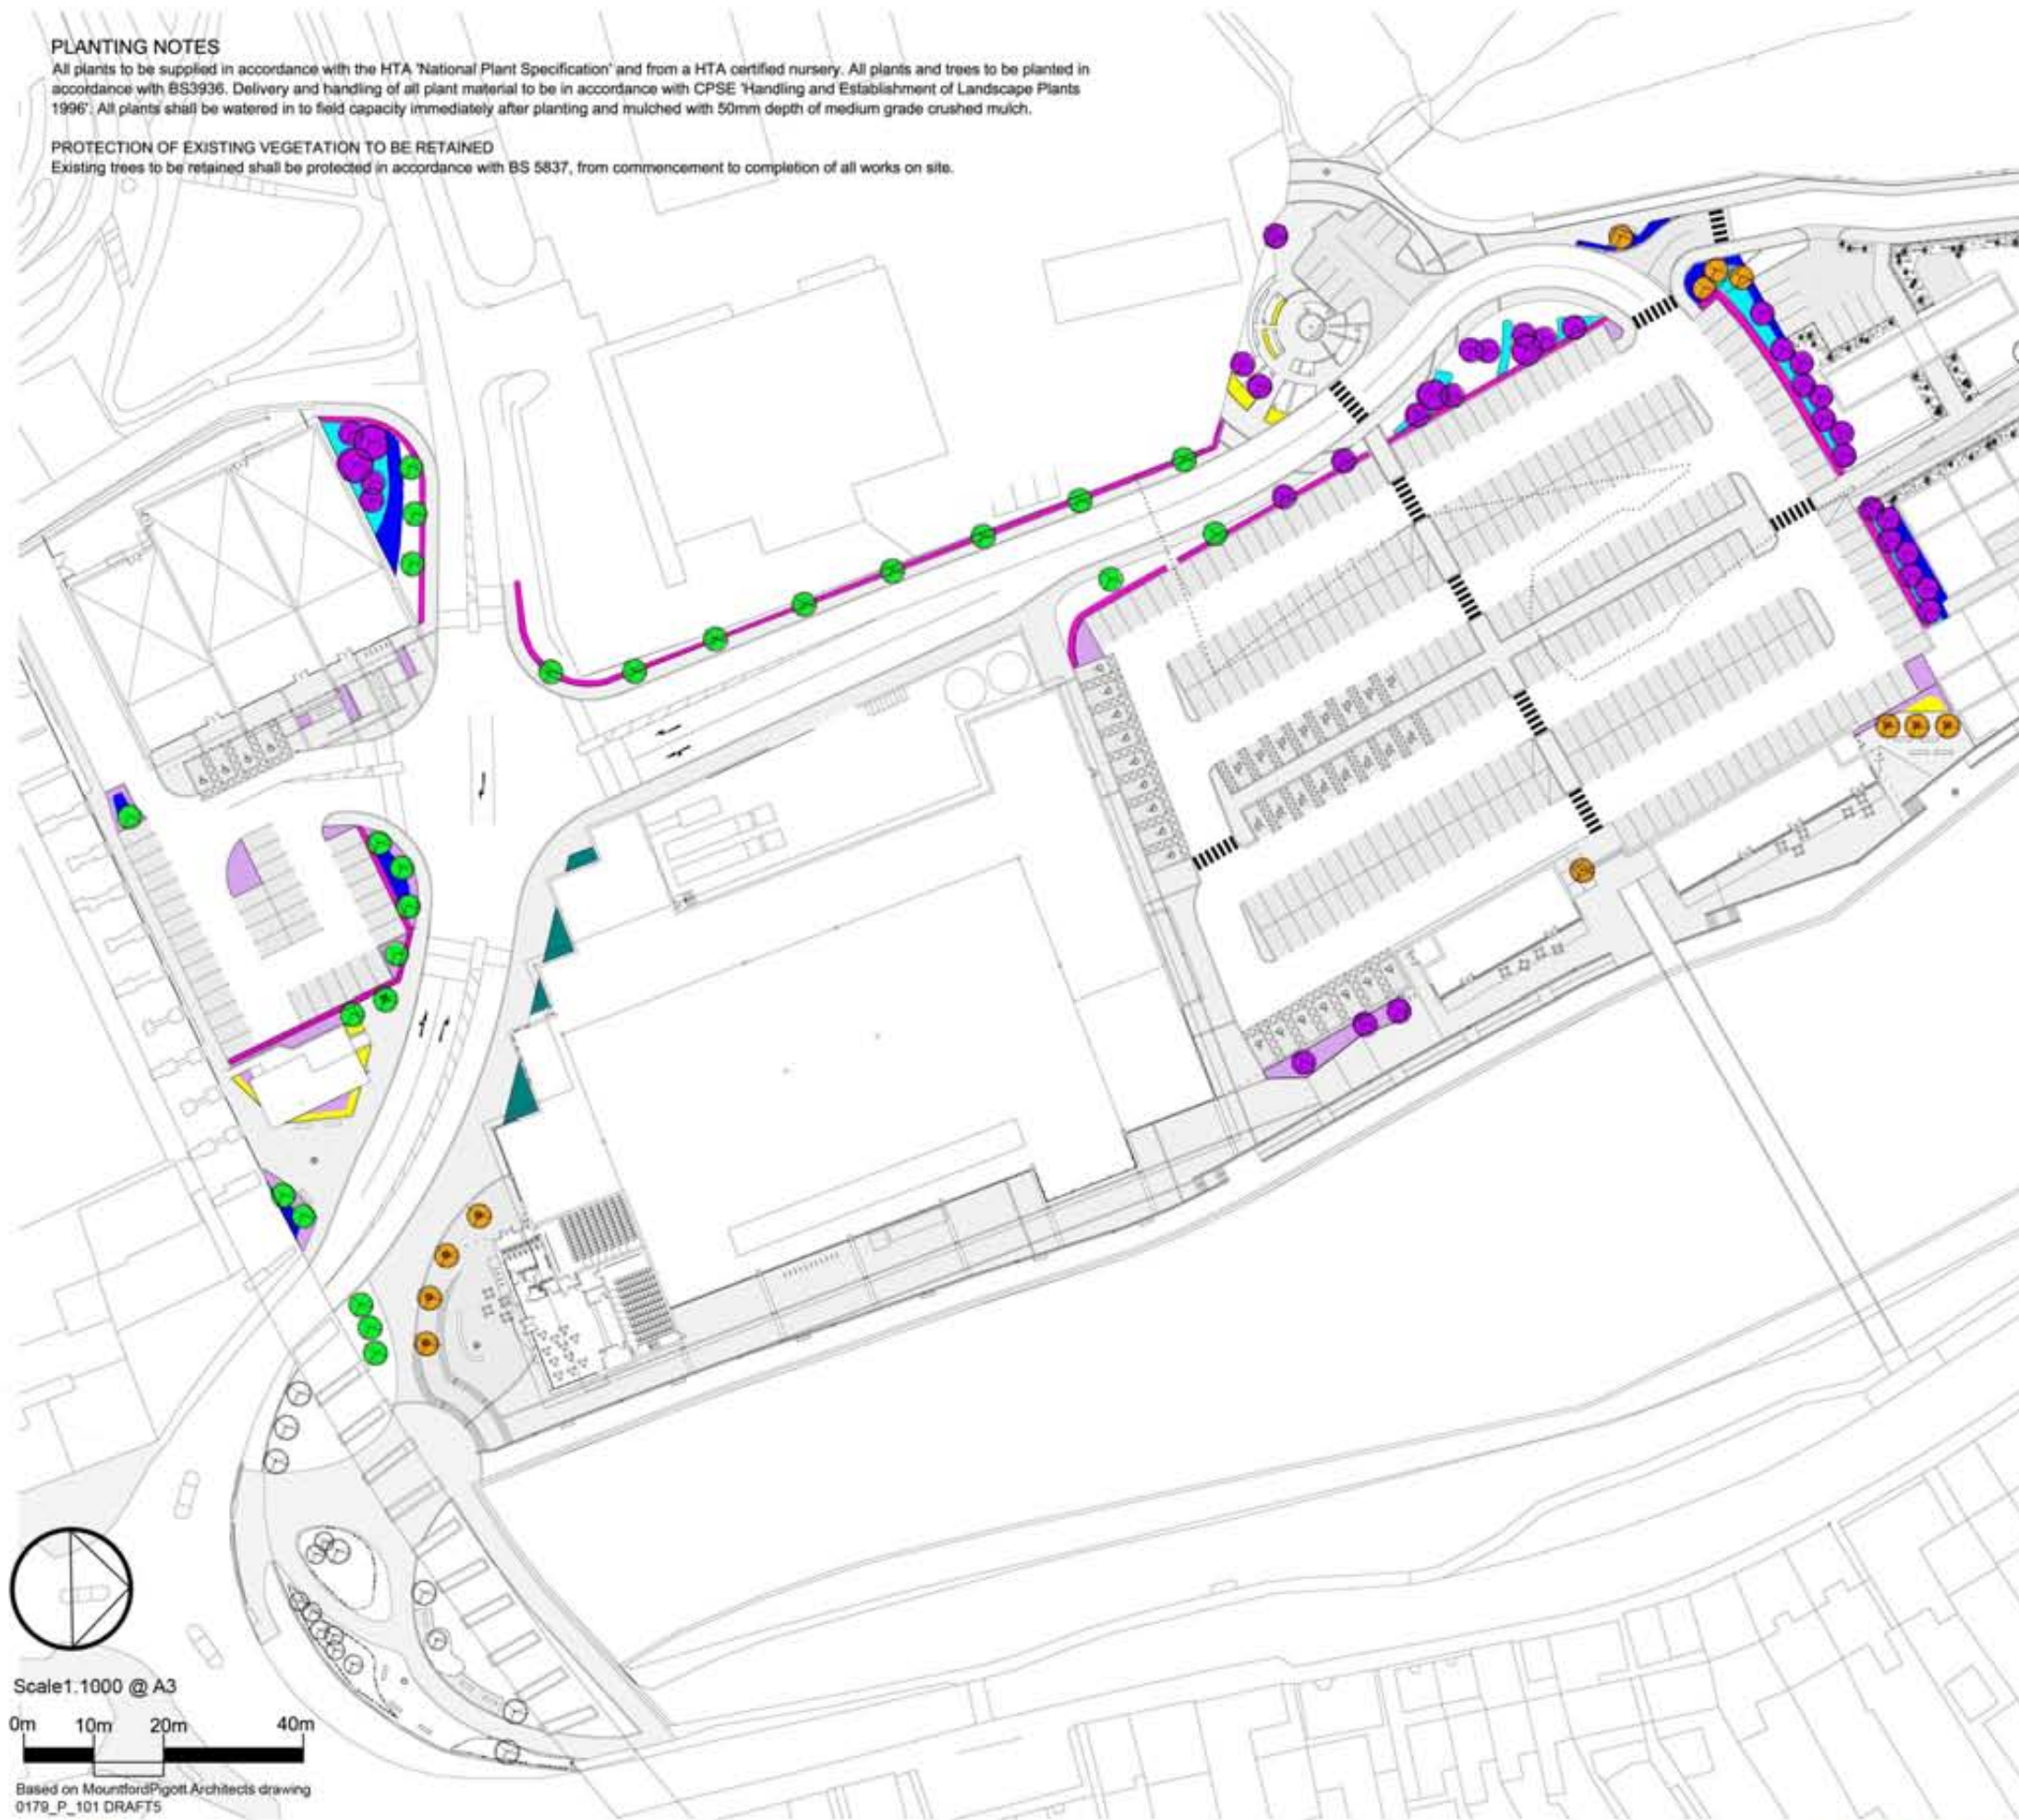 PLANTING NOTES
All plants to be supplied in accordance with the HTA 'National Plant Specification' and from a HTA certified nursery. All plants and trees to be planted in
accordance with BS3936. Delivery and handling of all plant material to be in accordance with CPSE 'Handling and Establishment of Landscape Plants
1996'. All plants shall be watered in to field capacity immediately after planting and mulched with 50mm depth of medium grade crushed mulch.
PROTECTION OF EXISTING VEGETATION TO BE RETAINED
Existing trees to be retained shall be protected in accordance with BS 5837, from commencement to completion of all works on site.
Scale1.1000 @ A3
0m 10m 20m 40m
Based on MountfordPigott Architects drawing
0179_P_101 DRAFT5